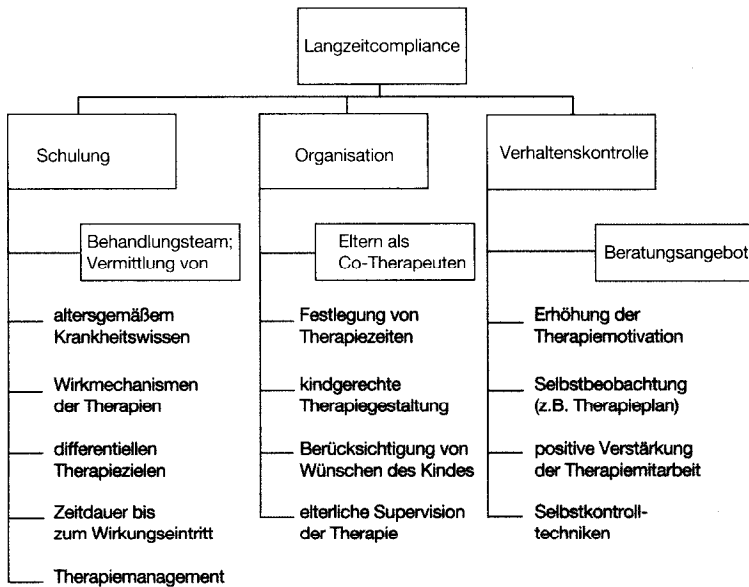 Langzeitcompliance
Schulung
Behandlungsteam;
Vermittlung von
altersgemäßem
Krankheitswissen
Wirkmechanismen
der Therapien
differentiellen
Therapiezielen
Zeitdauer bis
zum Wirkungseintritt
Therapiemanagement
Organisation
Eltern als
Co-Therapeuten
Festlegung von
Therapiezeiten
kindgerechte
Therapiegestaltung
Berücksichtigung von
Wünschen des Kindes
elterliche Supervision
der Therapie
Verhaltenskontrolle
Beratungsangebot
Erhöhung der
Therapiemotivation
Selbstbeobachtung
(z.B. Therapieplan)
positive Verstärkung
der Therapiemitarbeit
Selbstkontroll-
techniken